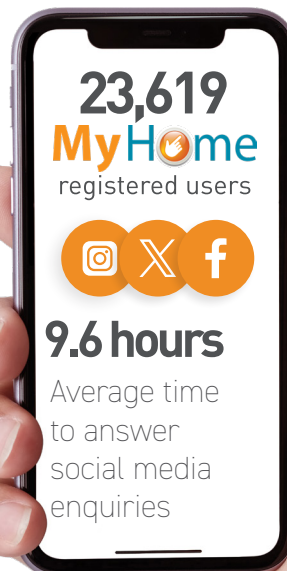 23,619
MyHome
registered users
9.6 hours
Average time
to answer
social media
enquiries